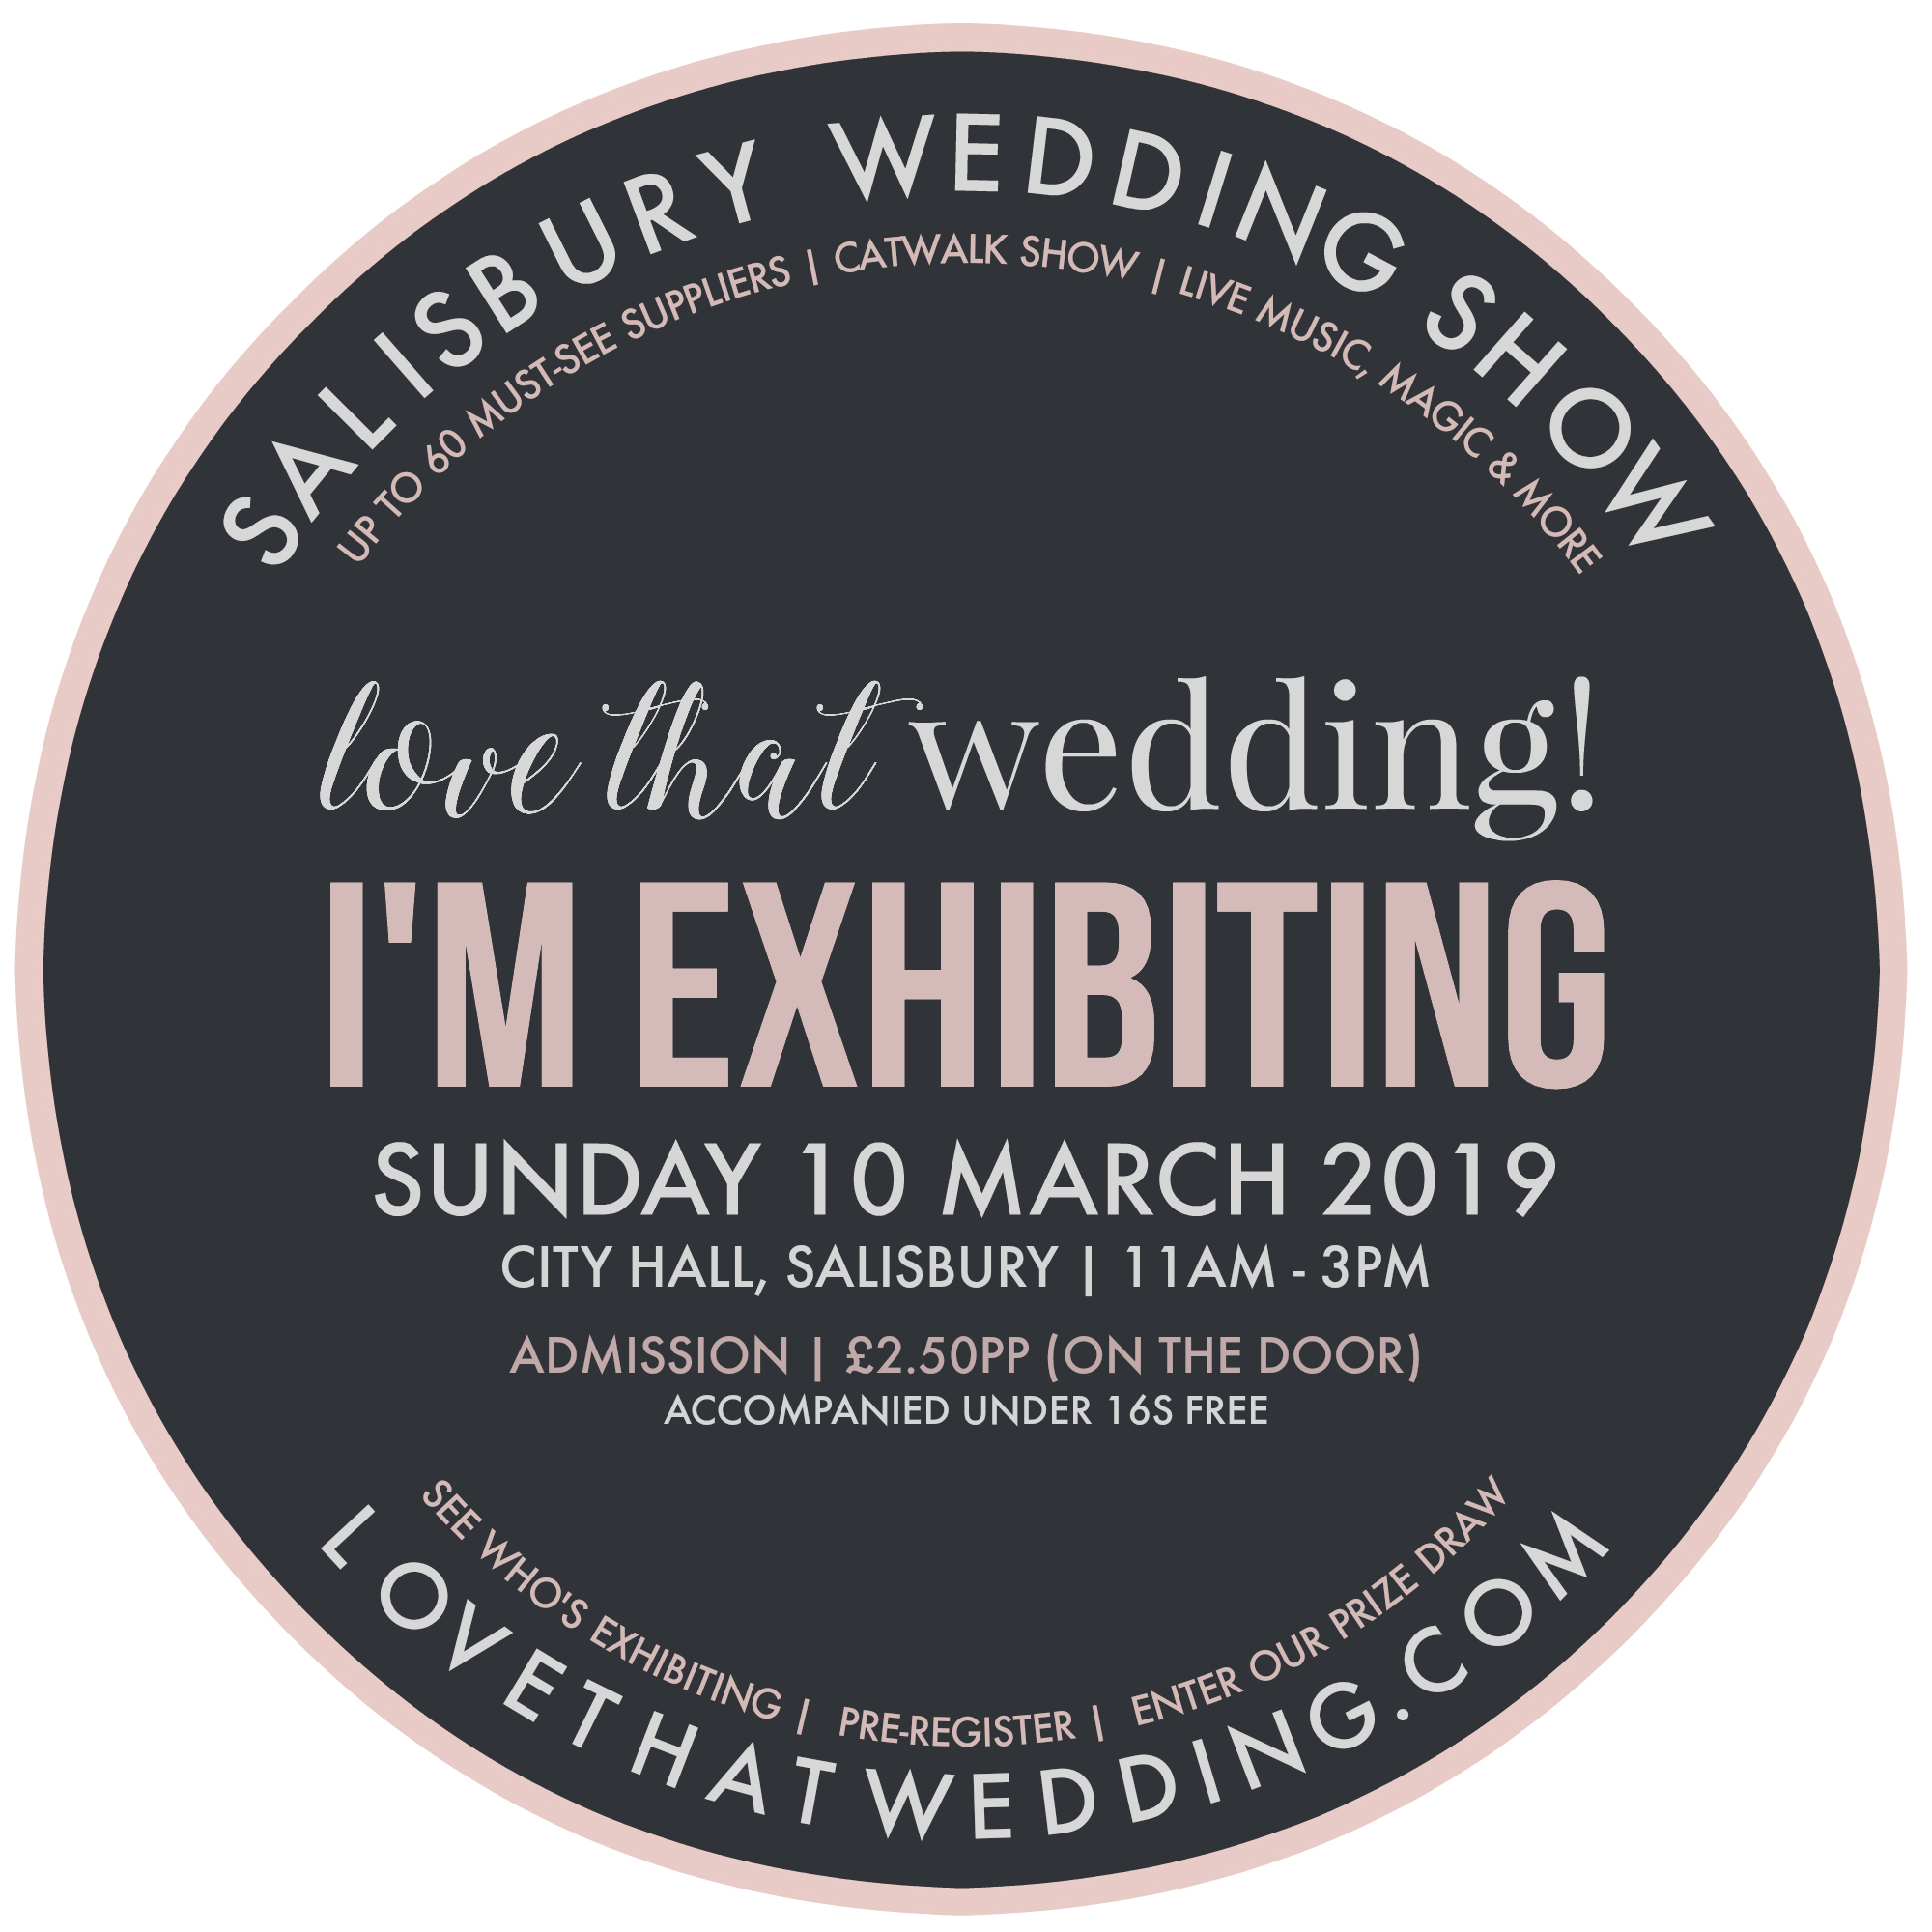 SALISBURY WEDDING SHOW
UP TO 60 MUST-SEE SUPPLIERS | CATWALK SHOW | LIVE MUSIC, MAGIC & MORE
love that wedding!
I'M EXHIBITING
SUNDAY 10 MARCH 2019
CITY HALL, SALISBURY | 11AM - 3PM
ADMISSION | £2.50PP (ON THE DOOR)
ACCOMPANIED UNDER 16S FREE
SEE WHO'S EXHIBITING | PRE-REGISTER | ENTER OUR PRIZE DRAW
LOVETHATWEDDING.COM